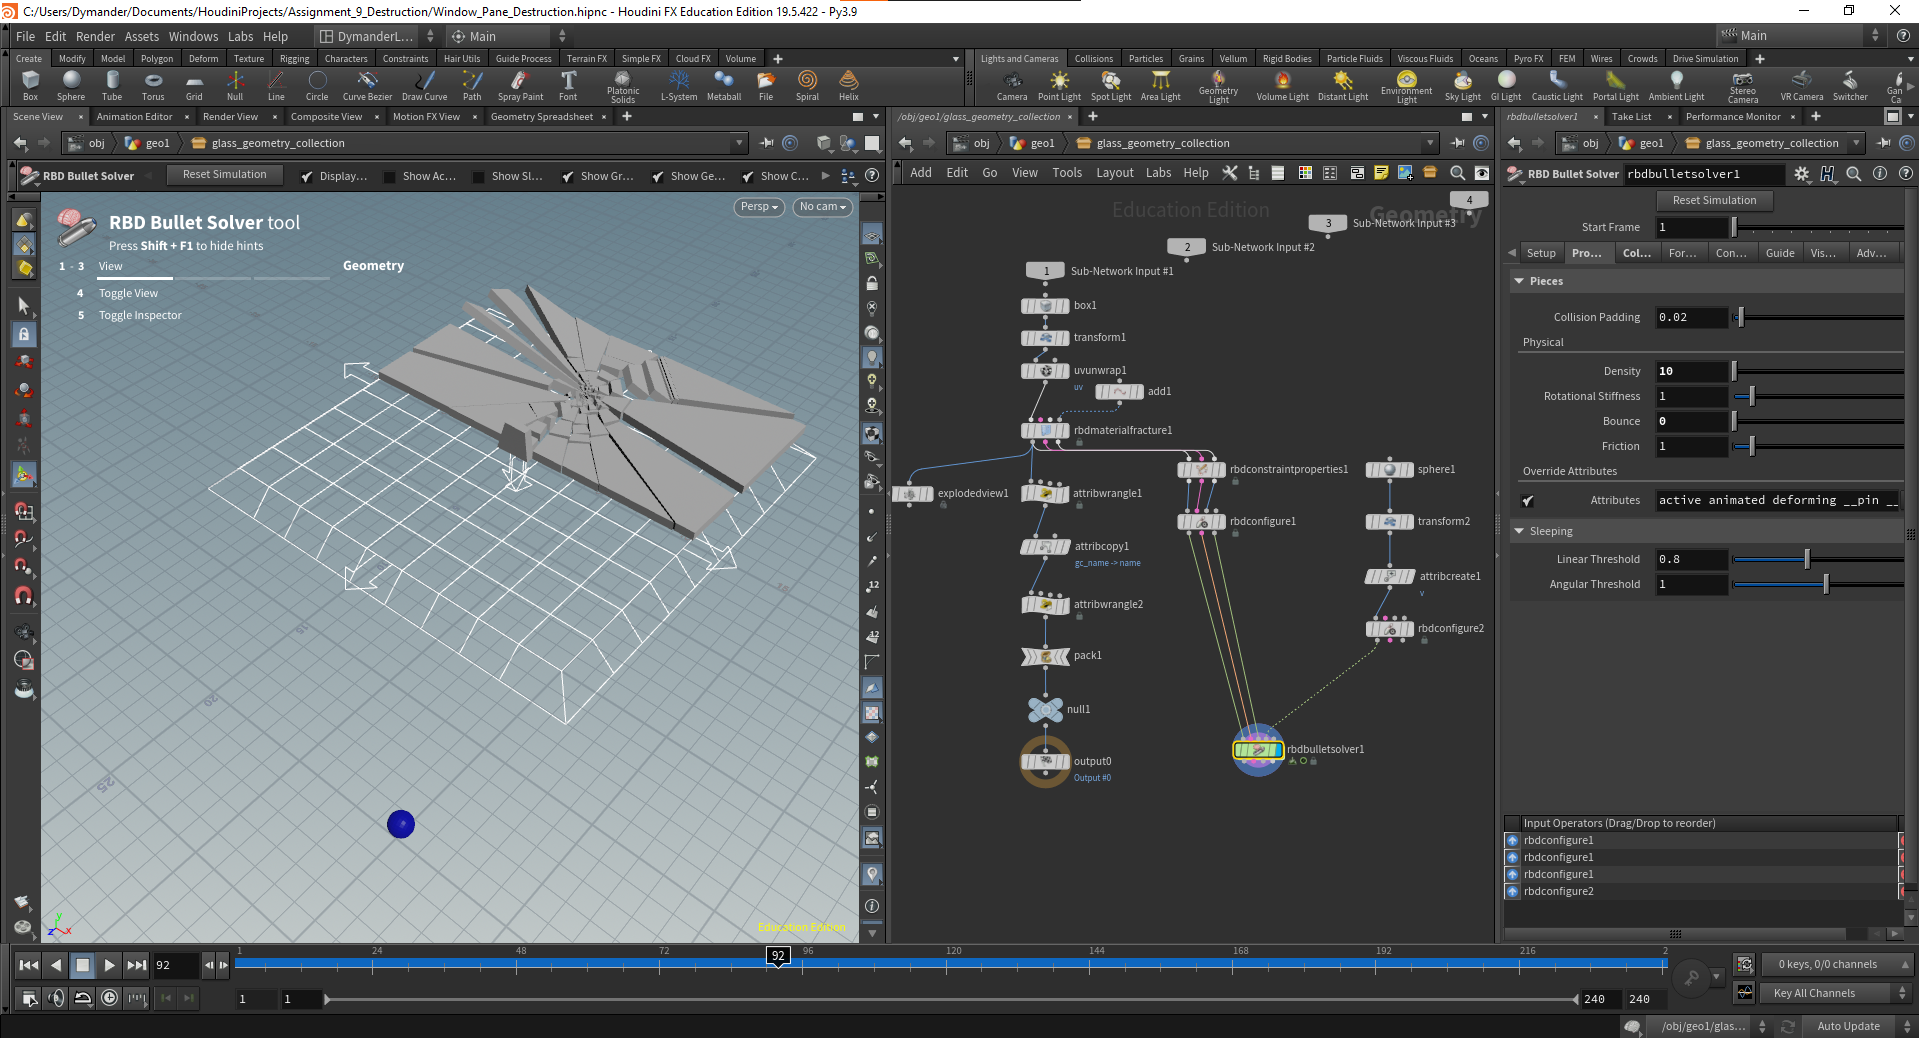 C:/Users/Dymander/Documents/HoudiniProjects/Assignment_9_Destruction/Window_Pane_Destruction.hipnc - Houdini FX Education Edition 19.5.422 - Py3.9
File Edit Render Assets Windows Labs Help DymanderL... Main Main
Create Modify Model Polygon Deform Texture Rigging Characters Constraints Hair Utils Guide Process Terrain FX Simple FX Cloud FX Volume
Lights and Cameras Collisions Particles Grains Vellum Rigid Bodies Particle Fluids Viscous Fluids Oceans Pyro FX FEM Wires Crowds Drive Simulation
Box Sphere Tube Torus Grid Null Line Circle Curve Bezier Draw Curve Path Spray Paint Font Platonic Solids L-System Metaball File Spiral Helix
Camera Point Light Spot Light Area Light Geometry Light Volume Light Distant Light Environment Light Sky Light GI Light Caustic Light Portal Light Ambient Light Stereo Camera VR Camera Switcher Gan Ca
Scene View Animation Editor Render View Composite View Motion FX View Geometry Spreadsheet
obj geo1 glass_geometry_collection
RBD Bullet Solver Reset Simulation Display... Show Ac... Show Sl... Show Gr... Show Ge... Show C...
RBD Bullet Solver tool
Press Shift + F1 to hide hints
Persp No cam
1 - 3 View Geometry
4 Toggle View
5 Toggle Inspector
15
20
25
Education Edition
/obj/geo1/glass_geometry_collection
obj geo1 glass_geometry_collection
Add Edit Go View Tools Layout Labs Help
Education Edition
Geometry
4
3 Sub-Network Input #3
2 Sub-Network Input #2
1 Sub-Network Input #1
box1
transform1
uvunwrap1
uv
add1
rbdmaterialfracture1
explodedview1
attribwrangle1
attribcopy1
gc_name -> name
attribwrangle2
pack1
null1
output0
Output #0
rbdconstraintproperties1
rbdconfigure1
sphere1
transform2
attribcreate1
v
rbdconfigure2
rbdbulletsolver1
rbdbulletsolver1 Take List Performance Monitor
obj geo1 glass_geometry_collection
RBD Bullet Solver rbdbulletsolver1
Reset Simulation
Start Frame 1
Setup Pro... Col... For... Con... Guide Vis... Adv...
Pieces
Collision Padding 0.02
Physical
Density 10
Rotational Stiffness 1
Bounce 0
Friction 1
Override Attributes
Attributes active animated deforming __pin __
Sleeping
Linear Threshold 0.8
Angular Threshold 1
Input Operators (Drag/Drop to reorder)
rbdconfigure1
rbdconfigure1
rbdconfigure1
rbdconfigure2
92
1 24 48 72 92 96 120 144 168 192 216 2
0 keys, 0/0 channels
1 1 240 240
Key All Channels
/obj/geo1/glas... Auto Update